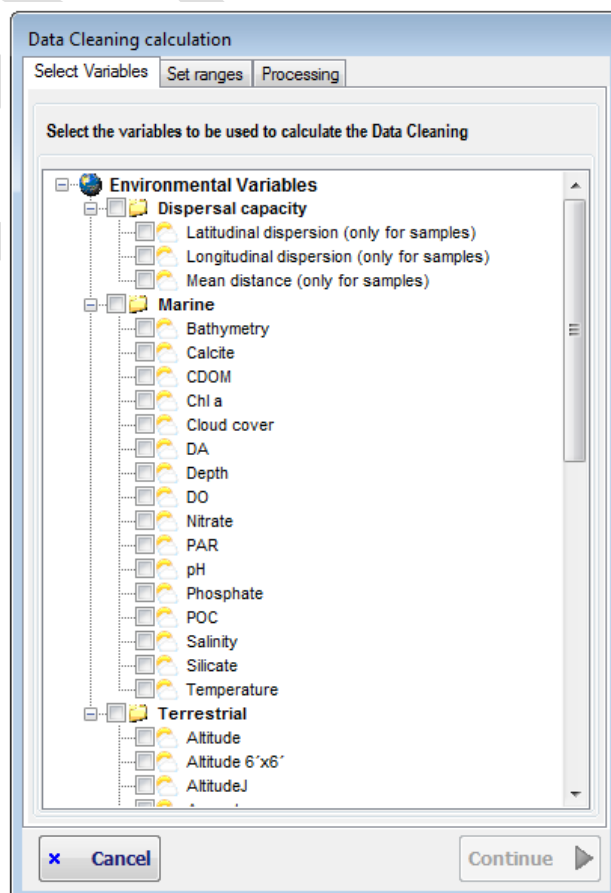 Data Cleaning calculation
Select Variables Set ranges Processing
Select the variables to be used to calculate the Data Cleaning
Environmental Variables
Dispersal capacity
Latitudinal dispersion (only for samples)
Longitudinal dispersion (only for samples)
Mean distance (only for samples)
Marine
Bathymetry
Calcite
CDOM
Chl a
Cloud cover
DA
Depth
DO
Nitrate
PAR
pH
Phosphate
POC
Salinity
Silicate
Temperature
Terrestrial
Altitude
Altitude 6´x6´
AltitudeJ
Cancel Continue